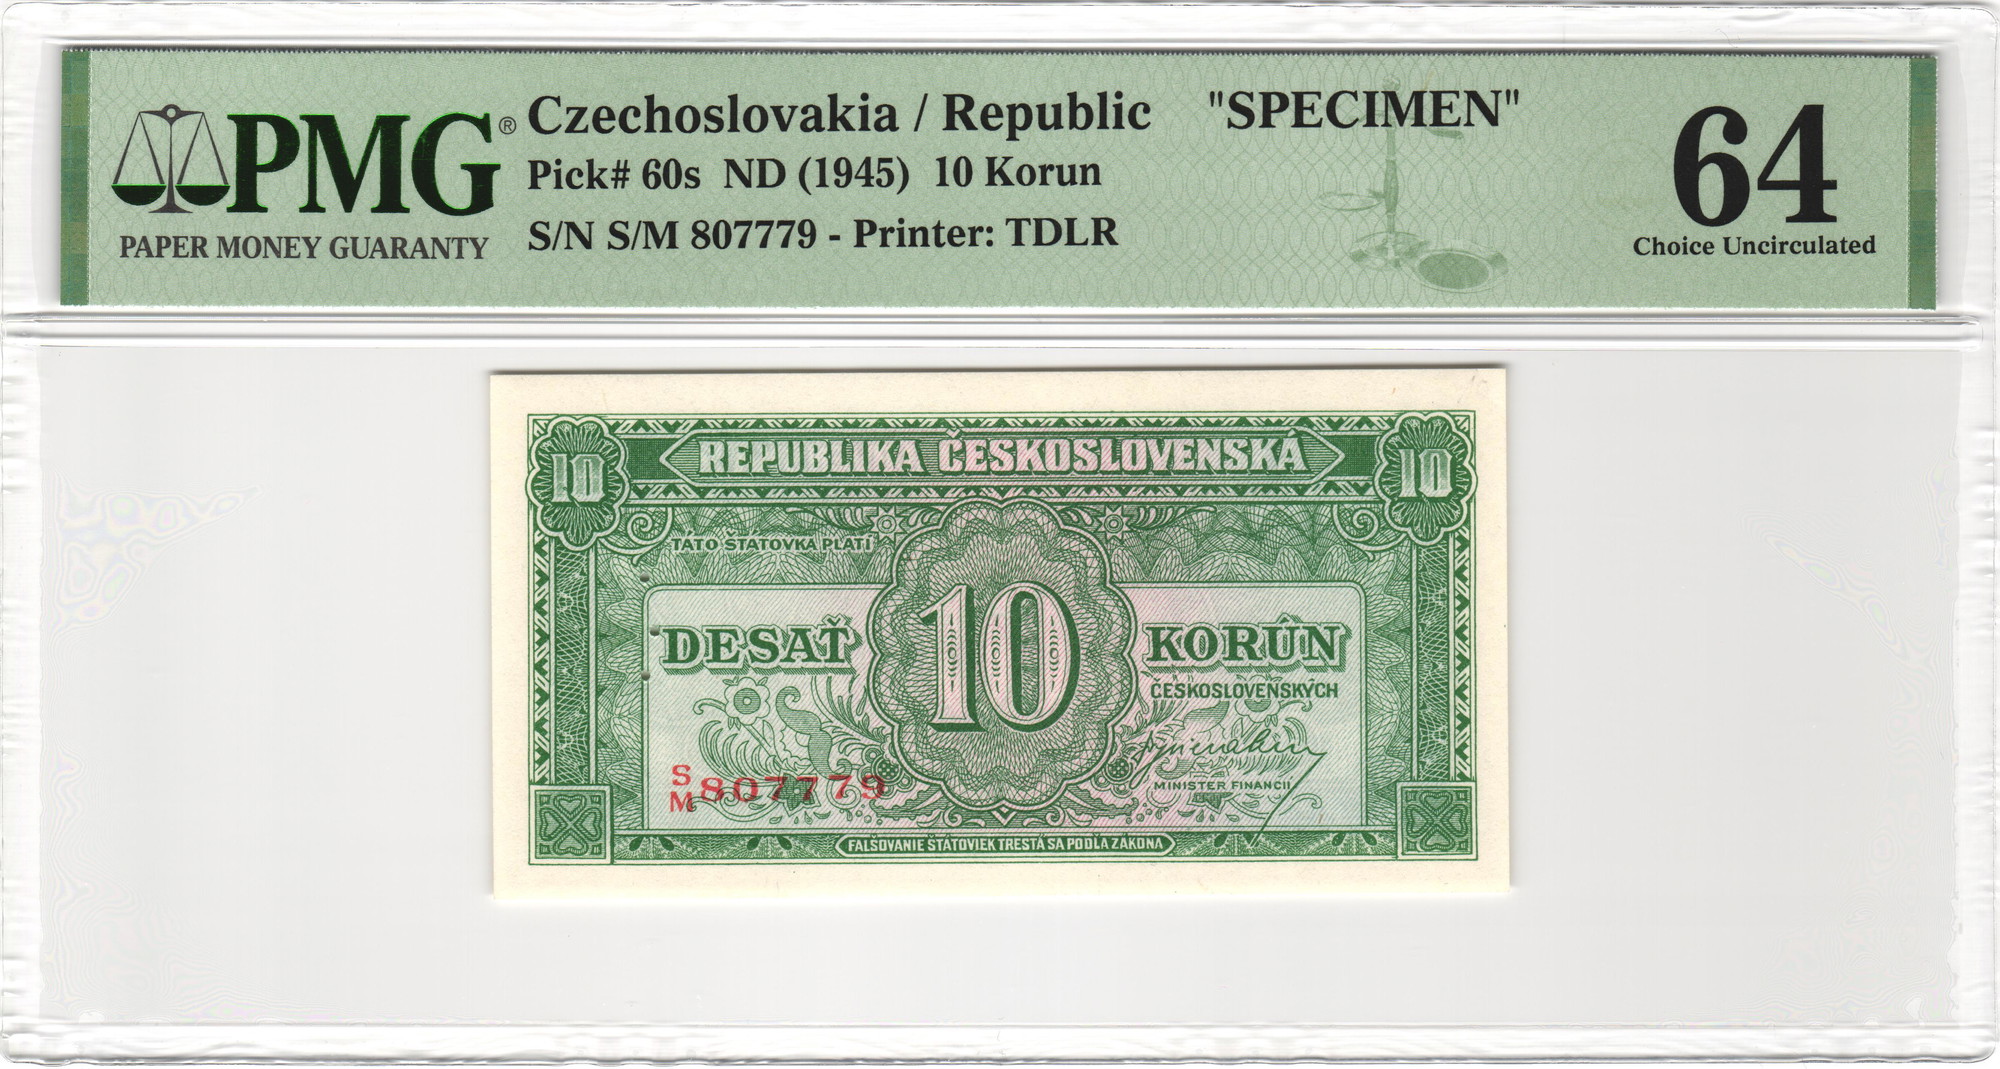 PMG®
PAPER MONEY GUARANTY
Czechoslovakia / Republic "SPECIMEN"
Pick# 60s ND (1945) 10 Korun
S/N S/M 807779 - Printer: TDLR
64
Choice Uncirculated
10 REPUBLIKA ČESKOSLOVENSKÁ 10
TÁTO ŠTÁTOVKA PLATÍ
DESAŤ 10 KORÚN
ČESKOSLOVENSKÝCH
S/M 807779
MINISTER FINANCIÍ
FALŠOVANIE ŠTÁTOVIEK TRESTÁ SA PODĽA ZÁKONA